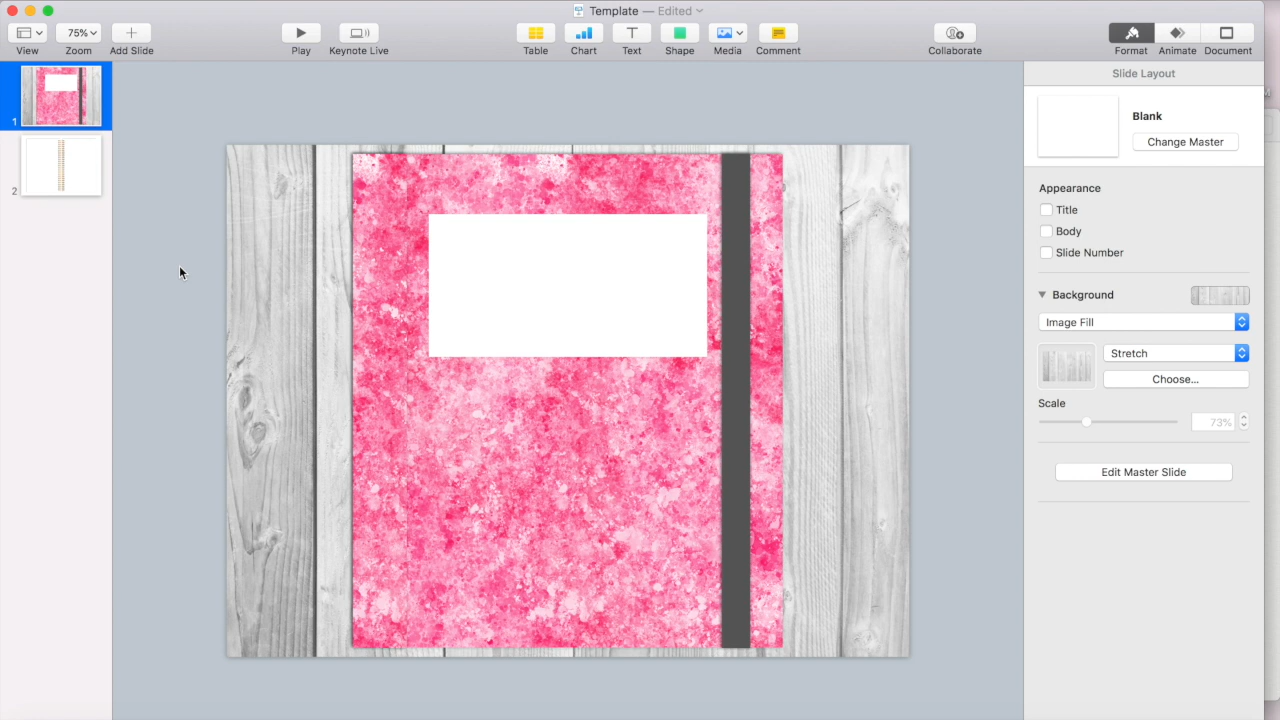 Template — Edited
75%
View
Zoom
Add Slide
Play
Keynote Live
Table
Chart
Text
Shape
Media
Comment
Collaborate
Format
Animate
Document
1
2
Slide Layout
Blank
Change Master
Appearance
Title
Body
Slide Number
Background
Image Fill
Stretch
Choose...
Scale
73%
Edit Master Slide